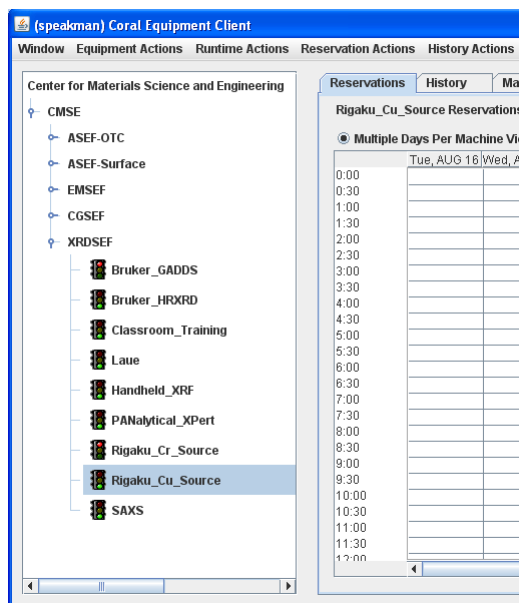 (speakman) Coral Equipment Client
Window Equipment Actions Runtime Actions Reservation Actions History Actions
Center for Materials Science and Engineering
CMSE
ASEF-OTC
ASEF-Surface
EMSEF
CGSEF
XRDSEF
Bruker_GADDS
Bruker_HRXRD
Classroom_Training
Laue
Handheld_XRF
PANalytical_XPert
Rigaku_Cr_Source
Rigaku_Cu_Source
SAXS
Reservations History Ma
Rigaku_Cu_Source Reservations
Multiple Days Per Machine Vi
Tue, AUG 16 Wed, A
0:00
0:30
1:00
1:30
2:00
2:30
3:00
3:30
4:00
4:30
5:00
5:30
6:00
6:30
7:00
7:30
8:00
8:30
9:00
9:30
10:00
10:30
11:00
11:30
12:00